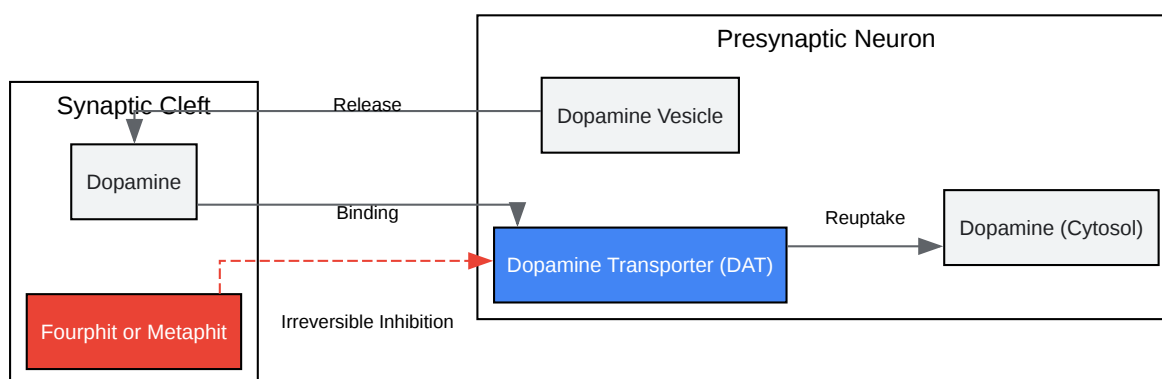 Presynaptic Neuron
Synaptic Cleft
Release
Dopamine Vesicle
Dopamine
Binding
Reuptake
Dopamine (Cytosol)
Dopamine Transporter (DAT)
Fourphit or Metaphit
Irreversible Inhibition